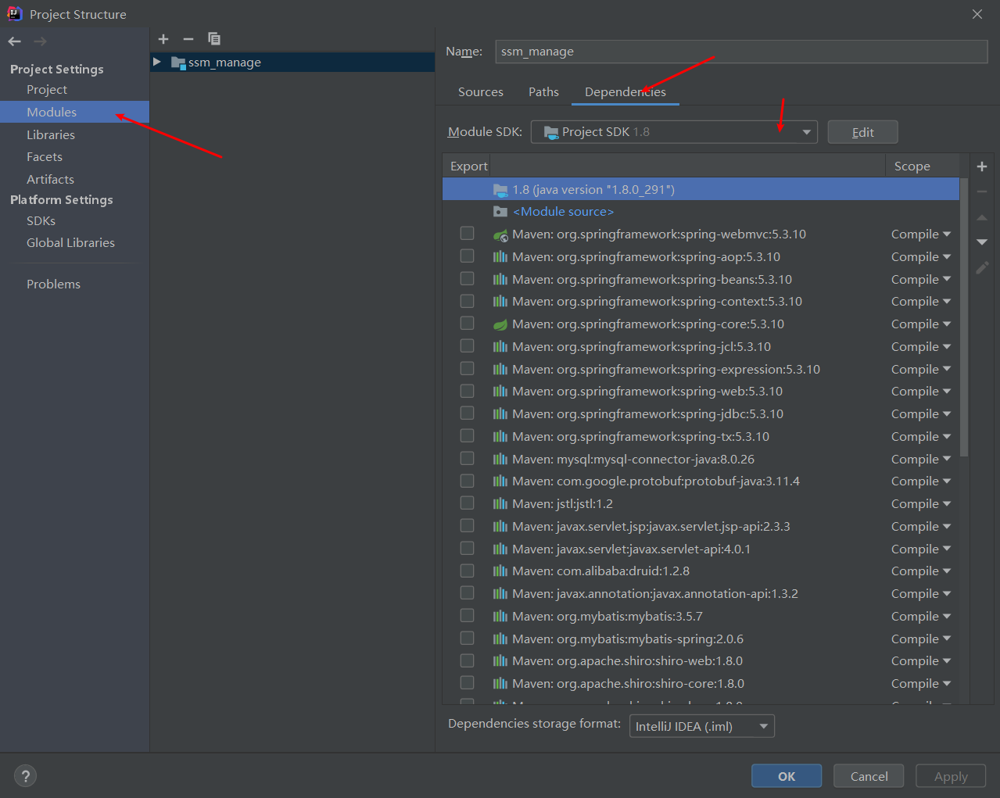 Project Structure
Project Settings
Project
Modules
Libraries
Facets
Artifacts
Platform Settings
SDKs
Global Libraries
Problems
ssm_manage
Name: ssm_manage
Sources Paths Dependencies
Module SDK: Project SDK 1.8 Edit
Export Scope
1.8 (java version "1.8.0_291")
<Module source>
Maven: org.springframework:spring-webmvc:5.3.10 Compile
Maven: org.springframework:spring-aop:5.3.10 Compile
Maven: org.springframework:spring-beans:5.3.10 Compile
Maven: org.springframework:spring-context:5.3.10 Compile
Maven: org.springframework:spring-core:5.3.10 Compile
Maven: org.springframework:spring-jcl:5.3.10 Compile
Maven: org.springframework:spring-expression:5.3.10 Compile
Maven: org.springframework:spring-web:5.3.10 Compile
Maven: org.springframework:spring-jdbc:5.3.10 Compile
Maven: org.springframework:spring-tx:5.3.10 Compile
Maven: mysql:mysql-connector-java:8.0.26 Compile
Maven: com.google.protobuf:protobuf-java:3.11.4 Compile
Maven: jstl:jstl:1.2 Compile
Maven: javax.servlet.jsp:javax.servlet.jsp-api:2.3.3 Compile
Maven: javax.servlet:javax.servlet-api:4.0.1 Compile
Maven: com.alibaba:druid:1.2.8 Compile
Maven: javax.annotation:javax.annotation-api:1.3.2 Compile
Maven: org.mybatis:mybatis:3.5.7 Compile
Maven: org.mybatis:mybatis-spring:2.0.6 Compile
Maven: org.apache.shiro:shiro-web:1.8.0 Compile
Maven: org.apache.shiro:shiro-core:1.8.0 Compile
Dependencies storage format: IntelliJ IDEA (.iml)
? OK Cancel Apply